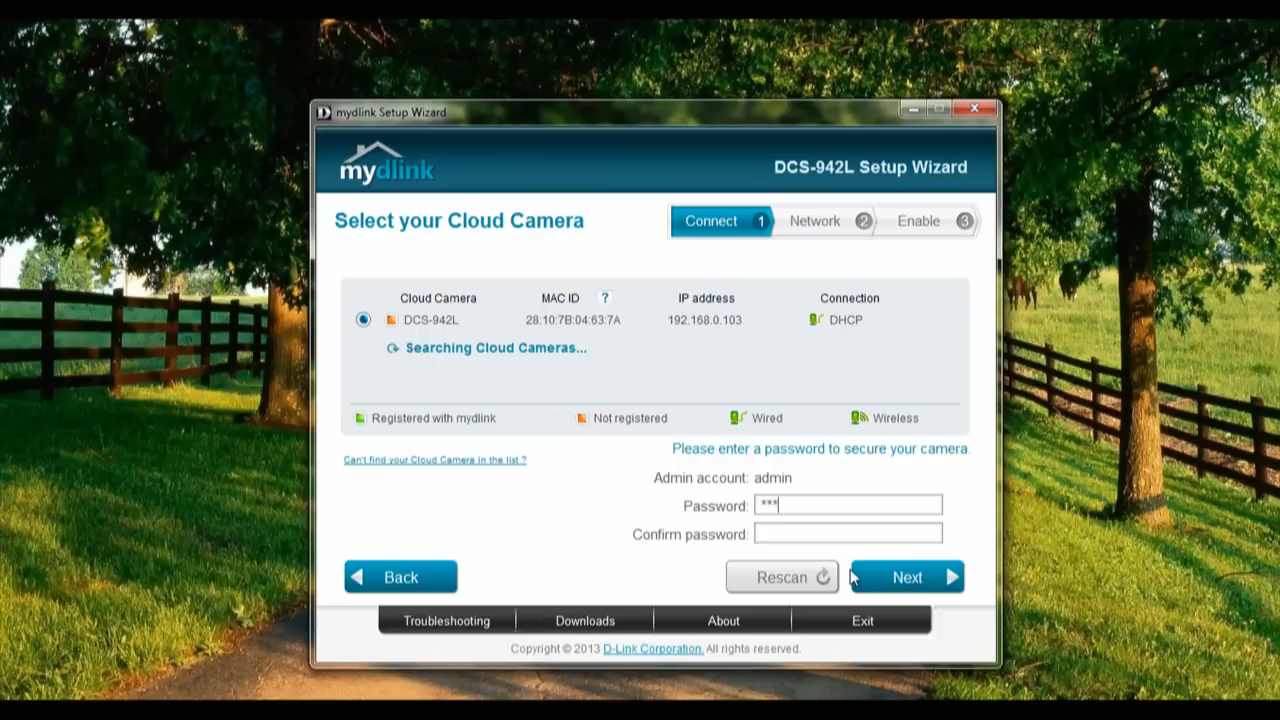 mydlink Setup Wizard
mydlink
DCS-942L Setup Wizard
Select your Cloud Camera
Connect 1 Network 2 Enable 3
Cloud Camera MAC ID ? IP address Connection
DCS-942L 28:10:7B:04:63:7A 192.168.0.103 DHCP
Searching Cloud Cameras...
Registered with mydlink Not registered Wired Wireless
Please enter a password to secure your camera.
Can't find your Cloud Camera in the list ?
Admin account: admin
Password: ***
Confirm password:
Back Rescan Next
Troubleshooting Downloads About Exit
Copyright © 2013 D-Link Corporation. All rights reserved.